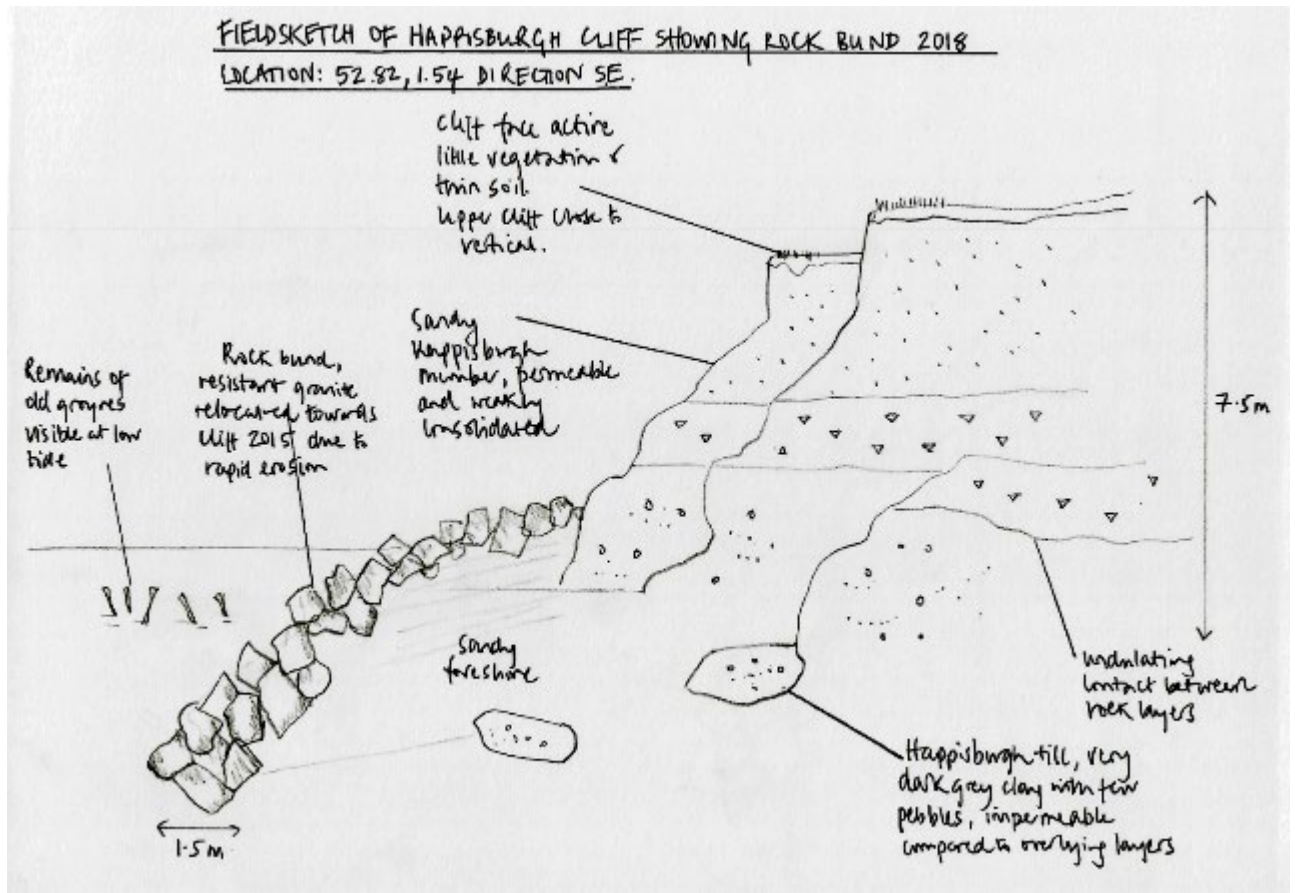 FIELDSKETCH OF HAPPISBURGH CLIFF SHOWING ROCK BUND 2018
LOCATION: 52.82, 1.54 DIRECTION SE.
Cliff face active
little vegetation &
thin soil.
Upper cliff close to
vertical.
Sandy
Happisburgh
member, permeable
and weakly
consolidated
Rock bund,
resistant granite
relocated towards
cliff 2015 due to
rapid erosion
Remains of
old groynes
visible at low
tide
7.5m
Sandy
foreshore
undulating
contact between
rock layers
Happisburgh till, very
dark grey clay with few
pebbles, impermeable
compared to overlying layers
1.5m